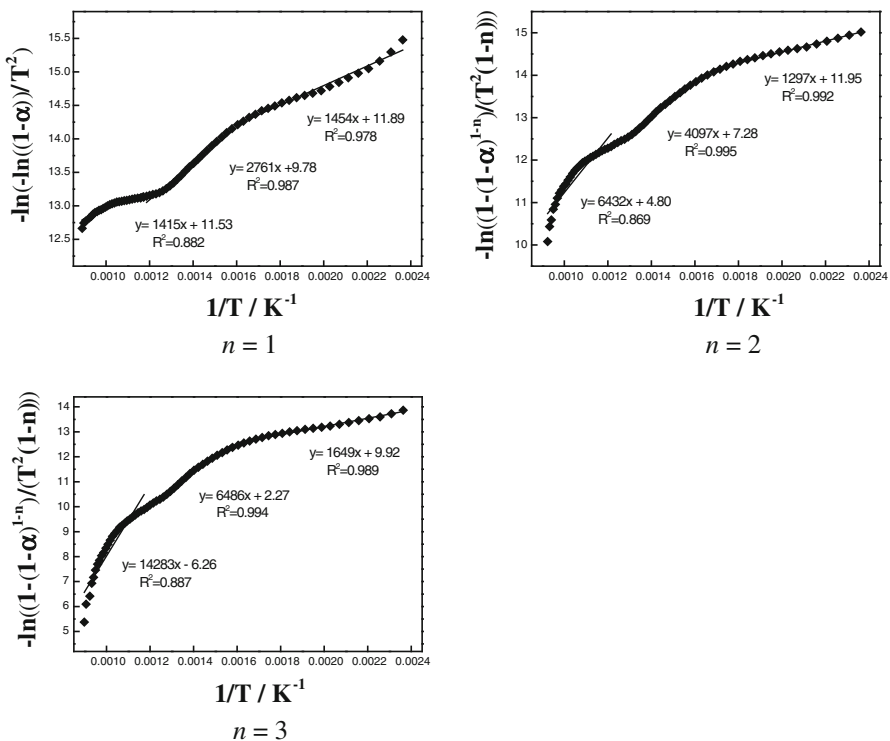 -ln(-ln((1-α))/T²)
15.5
15.0
14.5
14.0
13.5
13.0
12.5
y= 1454x + 11.89
R²=0.978
y= 2761x +9.78
R²=0.987
y= 1415x + 11.53
R²=0.882
0.0010 0.0012 0.0014 0.0016 0.0018 0.0020 0.0022 0.0024
1/T / K⁻¹
n = 1
-ln((1-(1-α)¹⁻ⁿ)/(T²(1-n)))
15
14
13
12
11
10
y= 1297x + 11.95
R²=0.992
y= 4097x + 7.28
R²=0.995
y= 6432x + 4.80
R²=0.869
0.0010 0.0012 0.0014 0.0016 0.0018 0.0020 0.0022 0.0024
1/T / K⁻¹
n = 2
-ln((1-(1-α)¹⁻ⁿ)/(T²(1-n)))
14
13
12
11
10
9
8
7
6
5
y= 1649x + 9.92
R²=0.989
y= 6486x + 2.27
R²=0.994
y= 14283x - 6.26
R²=0.887
0.0010 0.0012 0.0014 0.0016 0.0018 0.0020 0.0022 0.0024
1/T / K⁻¹
n = 3